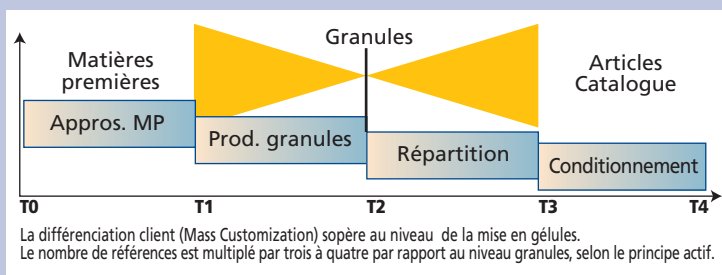 Granules
Matières
premières
Articles
Catalogue
Appros. MP
Prod. granules
Répartition
Conditionnement
T0 T1 T2 T3 T4
La différenciation client (Mass Customization) sopère au niveau de la mise en gélules.
Le nombre de références est multiplié par trois à quatre par rapport au niveau granules, selon le principe actif.